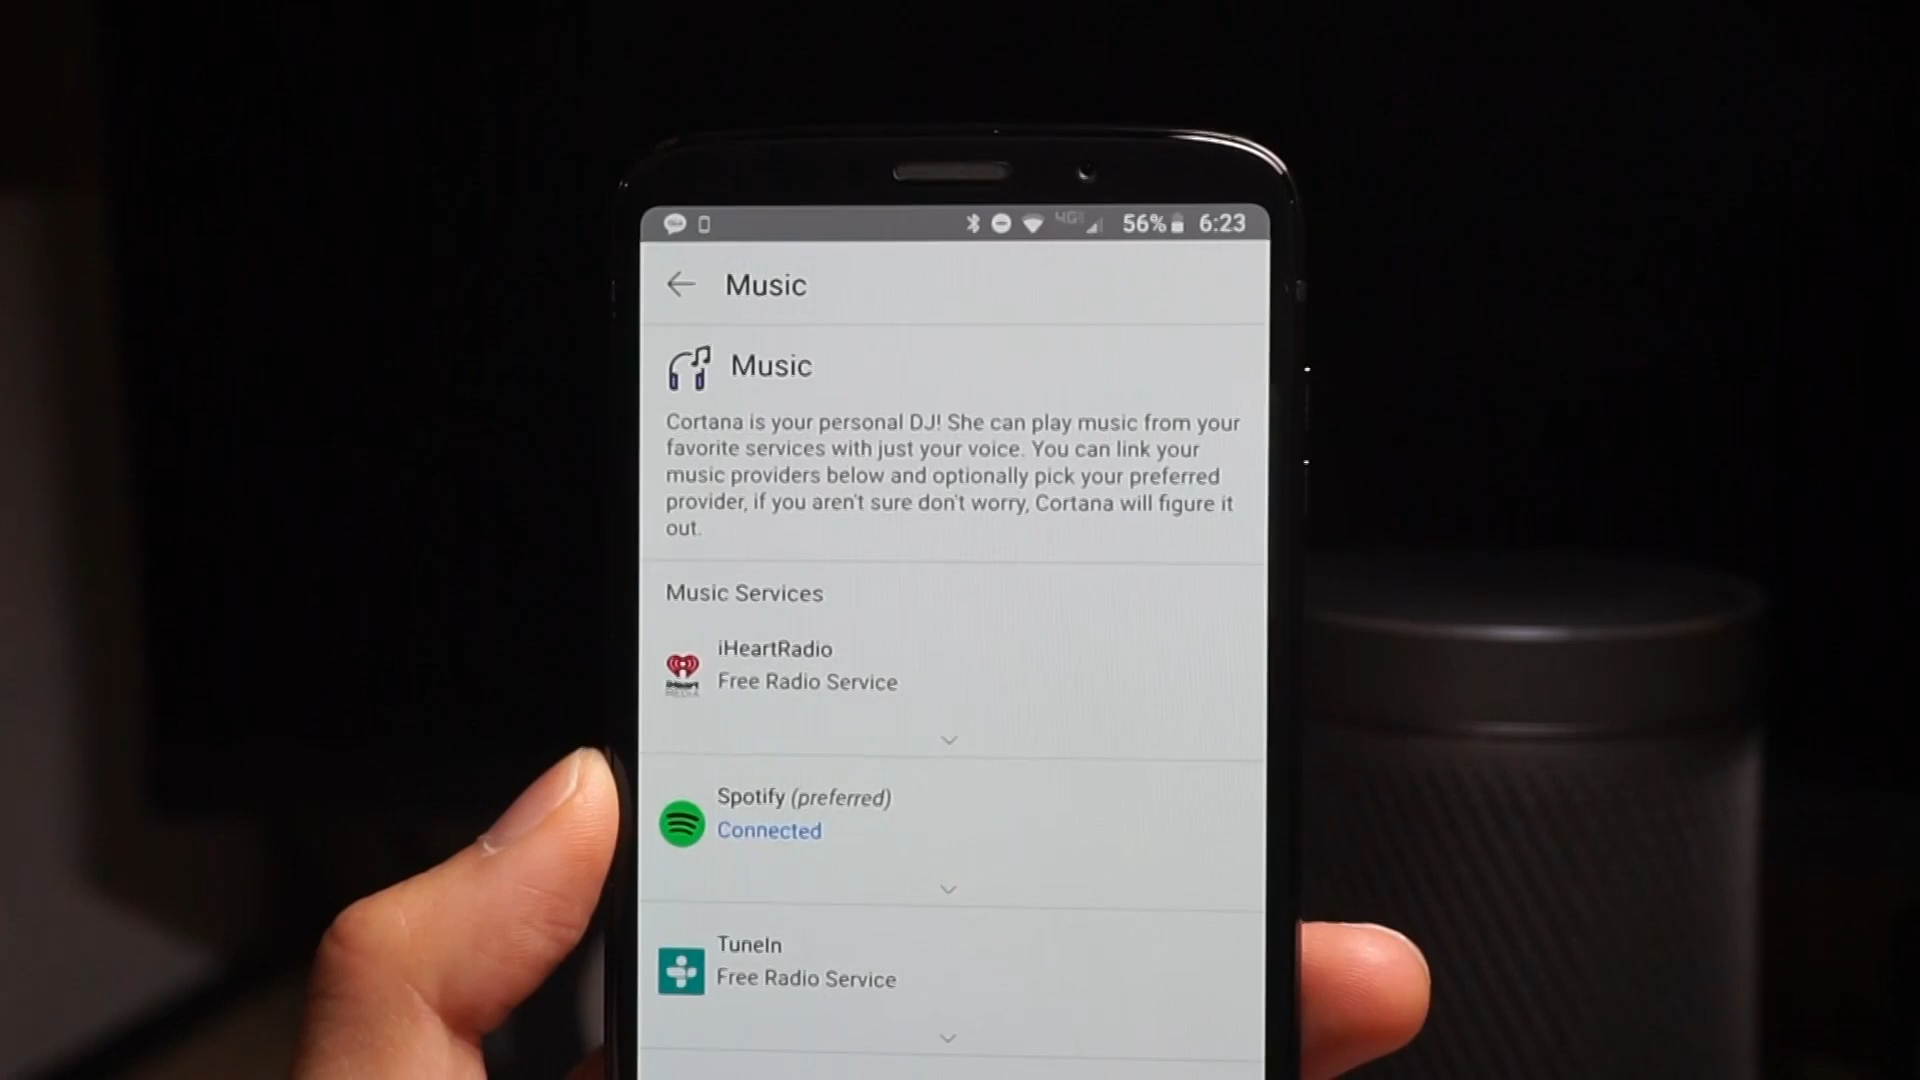 4G 56% 6:23
Music
Music
Cortana is your personal DJ! She can play music from your
favorite services with just your voice. You can link your
music providers below and optionally pick your preferred
provider, if you aren't sure don't worry, Cortana will figure it
out.
Music Services
iHeartRadio
Free Radio Service
iHeart
MEDIA
Spotify (preferred)
Connected
TuneIn
Free Radio Service